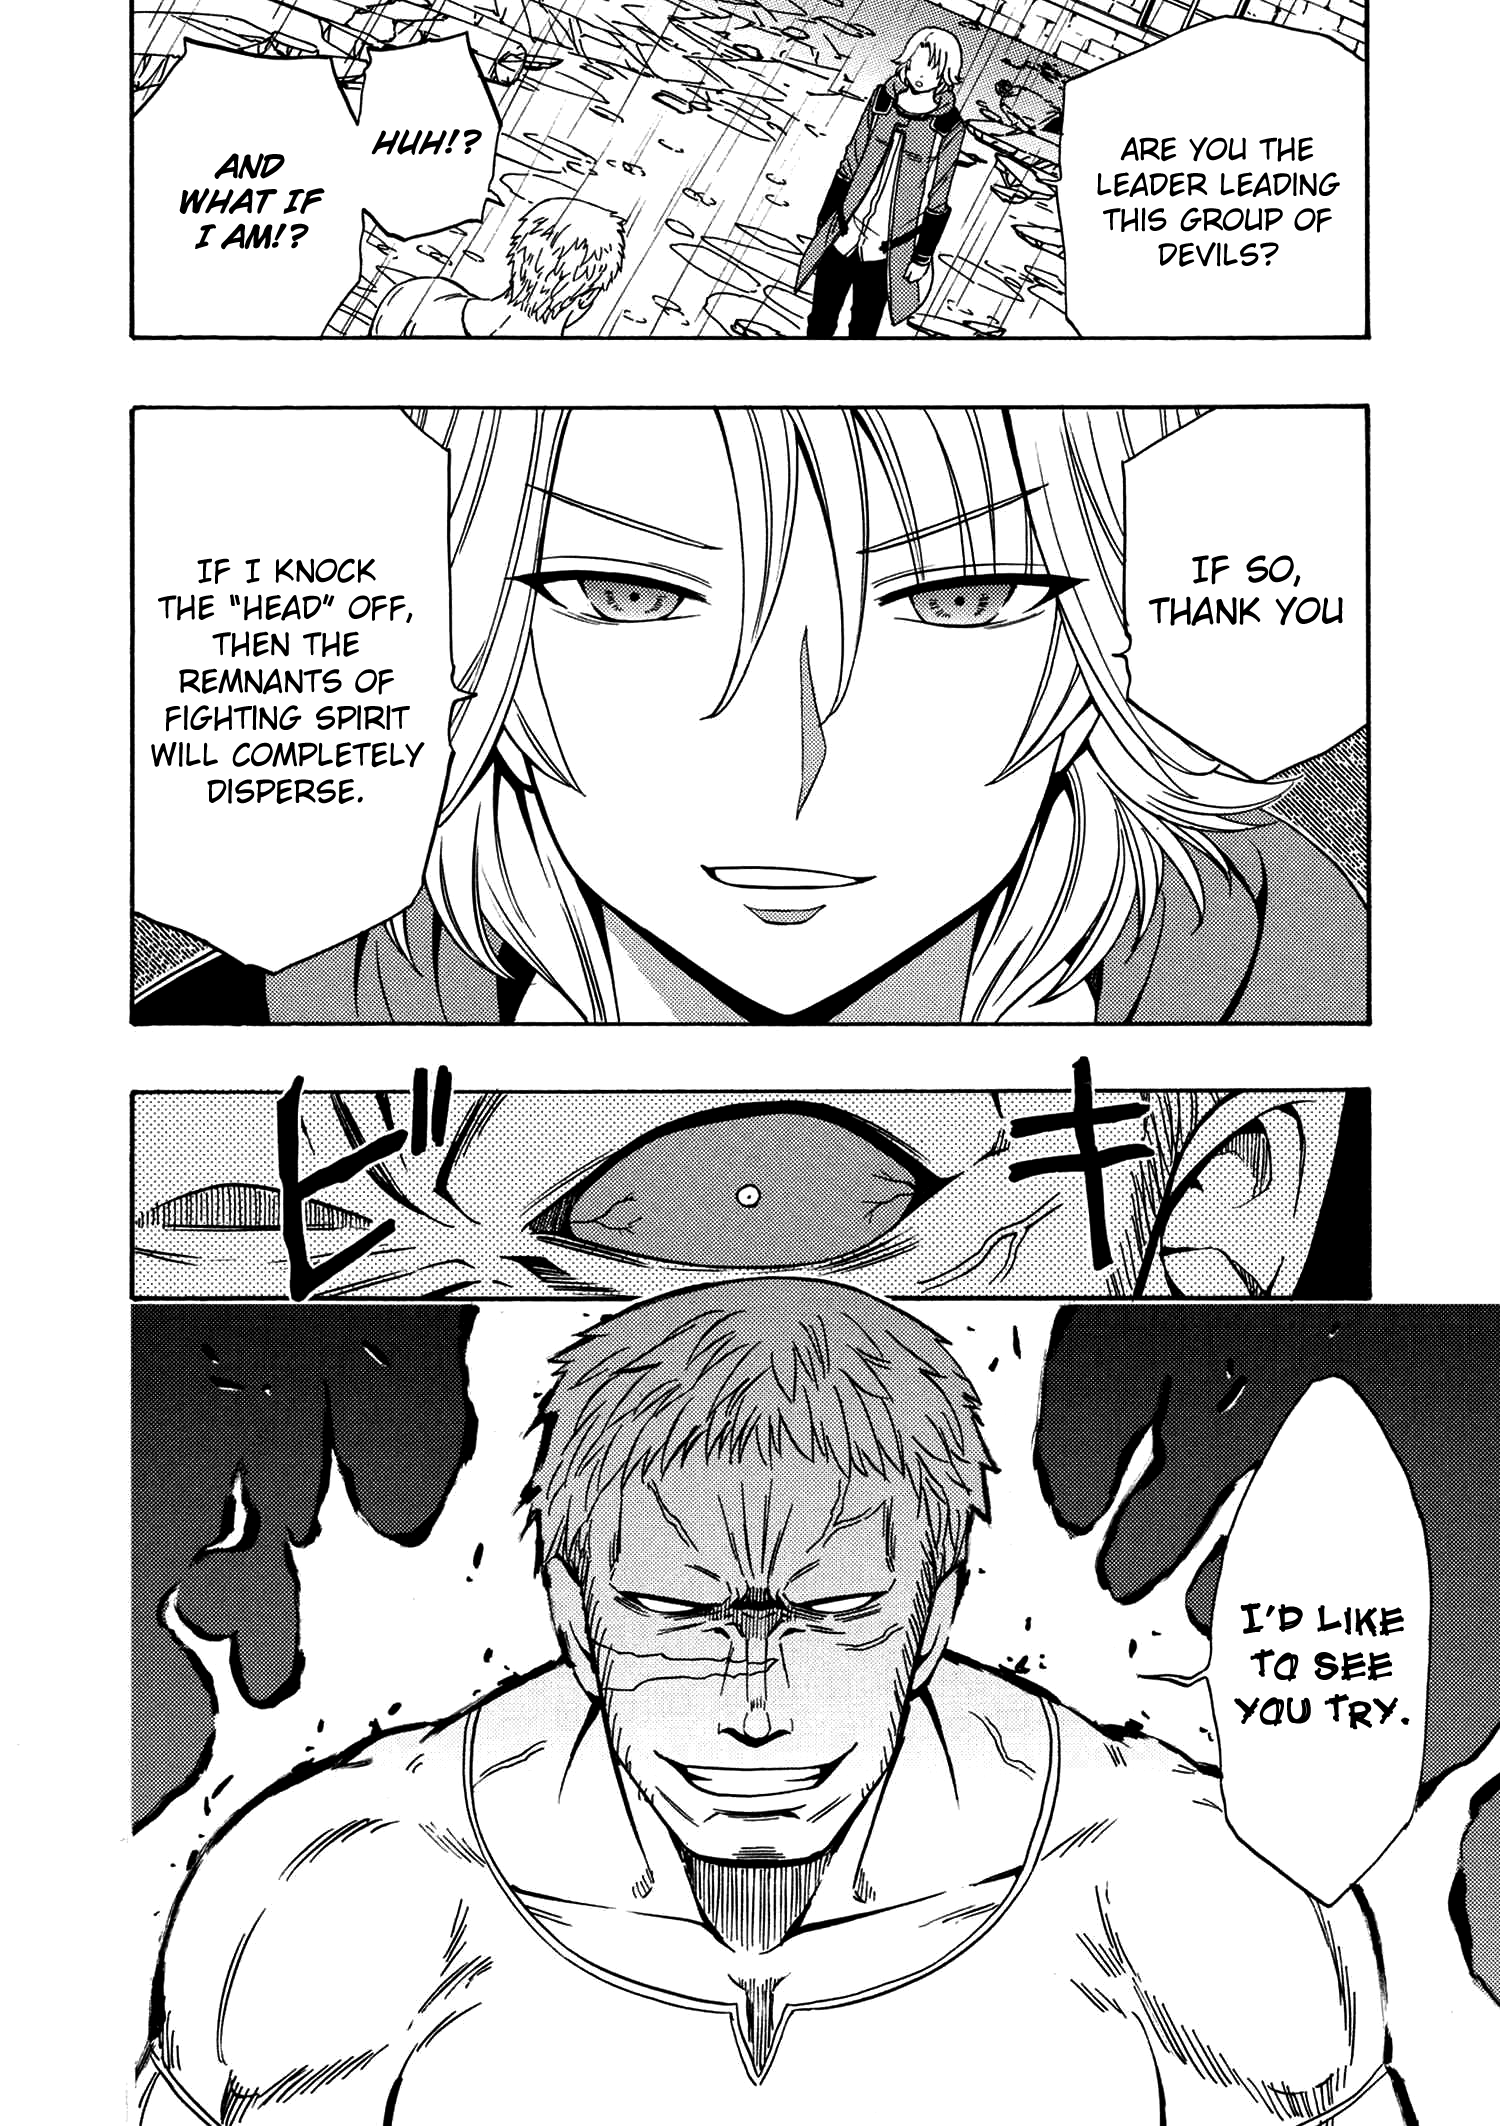 ARE YOU THE
LEADER LEADING
THIS GROUP OF
DEVILS?
HUH!?
AND
WHAT IF
I AM!?
IF SO,
THANK YOU
IF I KNOCK
THE "HEAD" OFF,
THEN THE
REMNANTS OF
FIGHTING SPIRIT
WILL COMPLETELY
DISPERSE.
ビキ
I'D LIKE
TO SEE
YOU TRY.